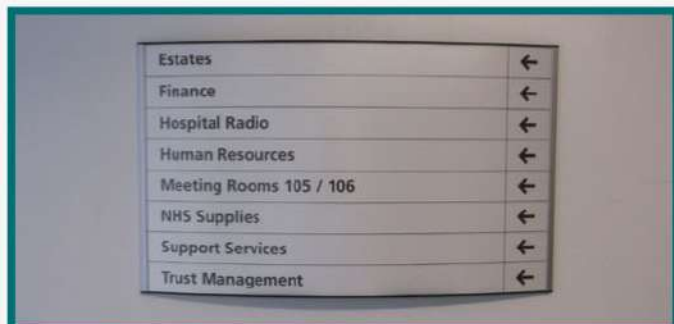 Estates ←
Finance ←
Hospital Radio ←
Human Resources ←
Meeting Rooms 105 / 106 ←
NHS Supplies ←
Support Services ←
Trust Management ←